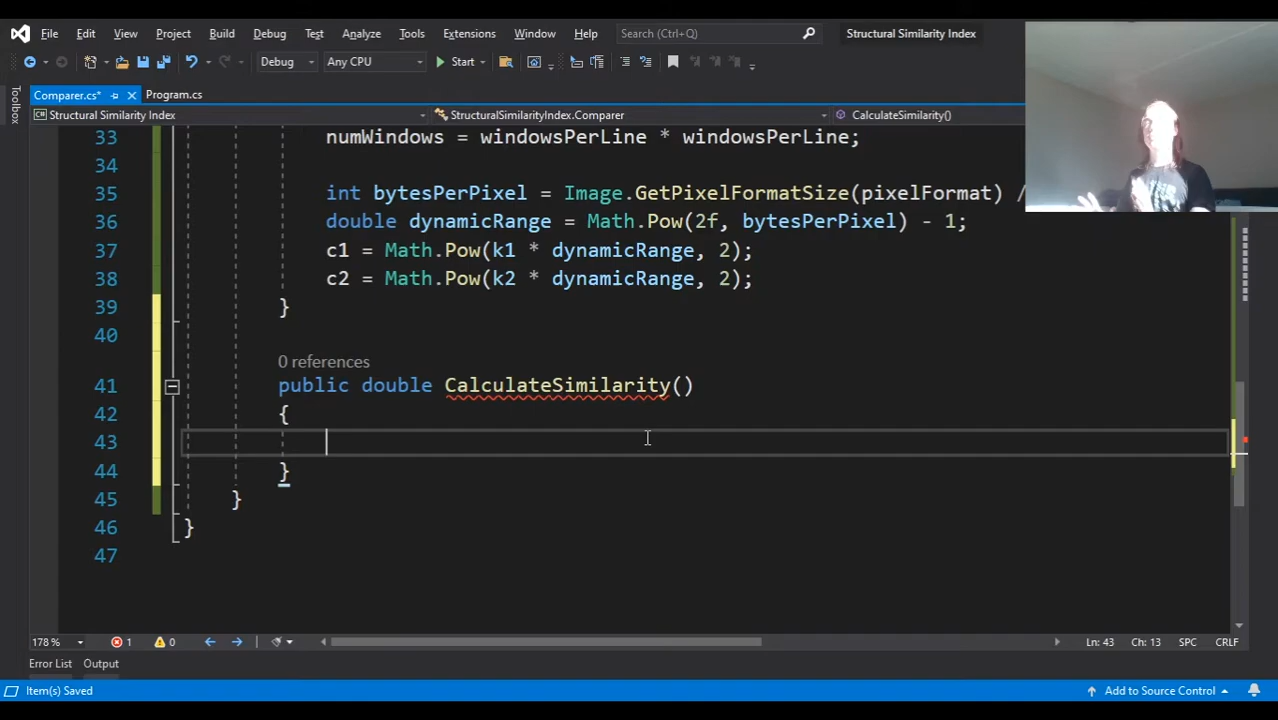 File Edit View Project Build Debug Test Analyze Tools Extensions Window Help Search (Ctrl+Q) Structural Similarity Index
Debug Any CPU Start
Toolbox
Comparer.cs* Program.cs
Structural Similarity Index StructuralSimilarityIndex.Comparer CalculateSimilarity()
33 numWindows = windowsPerLine * windowsPerLine;
34
35 int bytesPerPixel = Image.GetPixelFormatSize(pixelFormat) /
36 double dynamicRange = Math.Pow(2f, bytesPerPixel) - 1;
37 c1 = Math.Pow(k1 * dynamicRange, 2);
38 c2 = Math.Pow(k2 * dynamicRange, 2);
39 }
40
0 references
41 public double CalculateSimilarity()
42 {
43
44 }
45 }
46 }
47
178 % 1 0 Ln: 43 Ch: 13 SPC CRLF
Error List Output
Item(s) Saved Add to Source Control